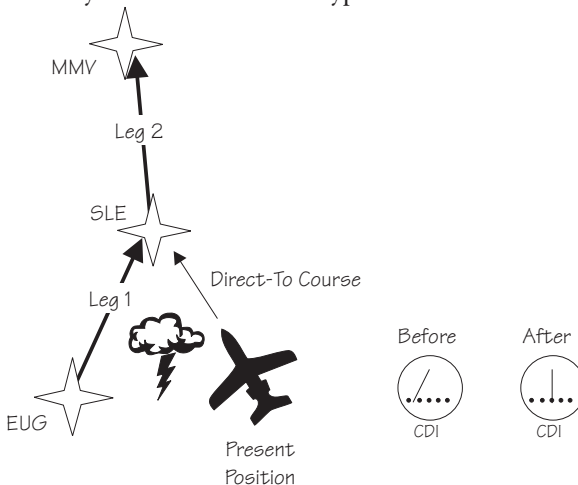 MMV
Leg 2
SLE
Direct-To Course
Leg 1
Before
After
EUG
CDI
CDI
Present
Position